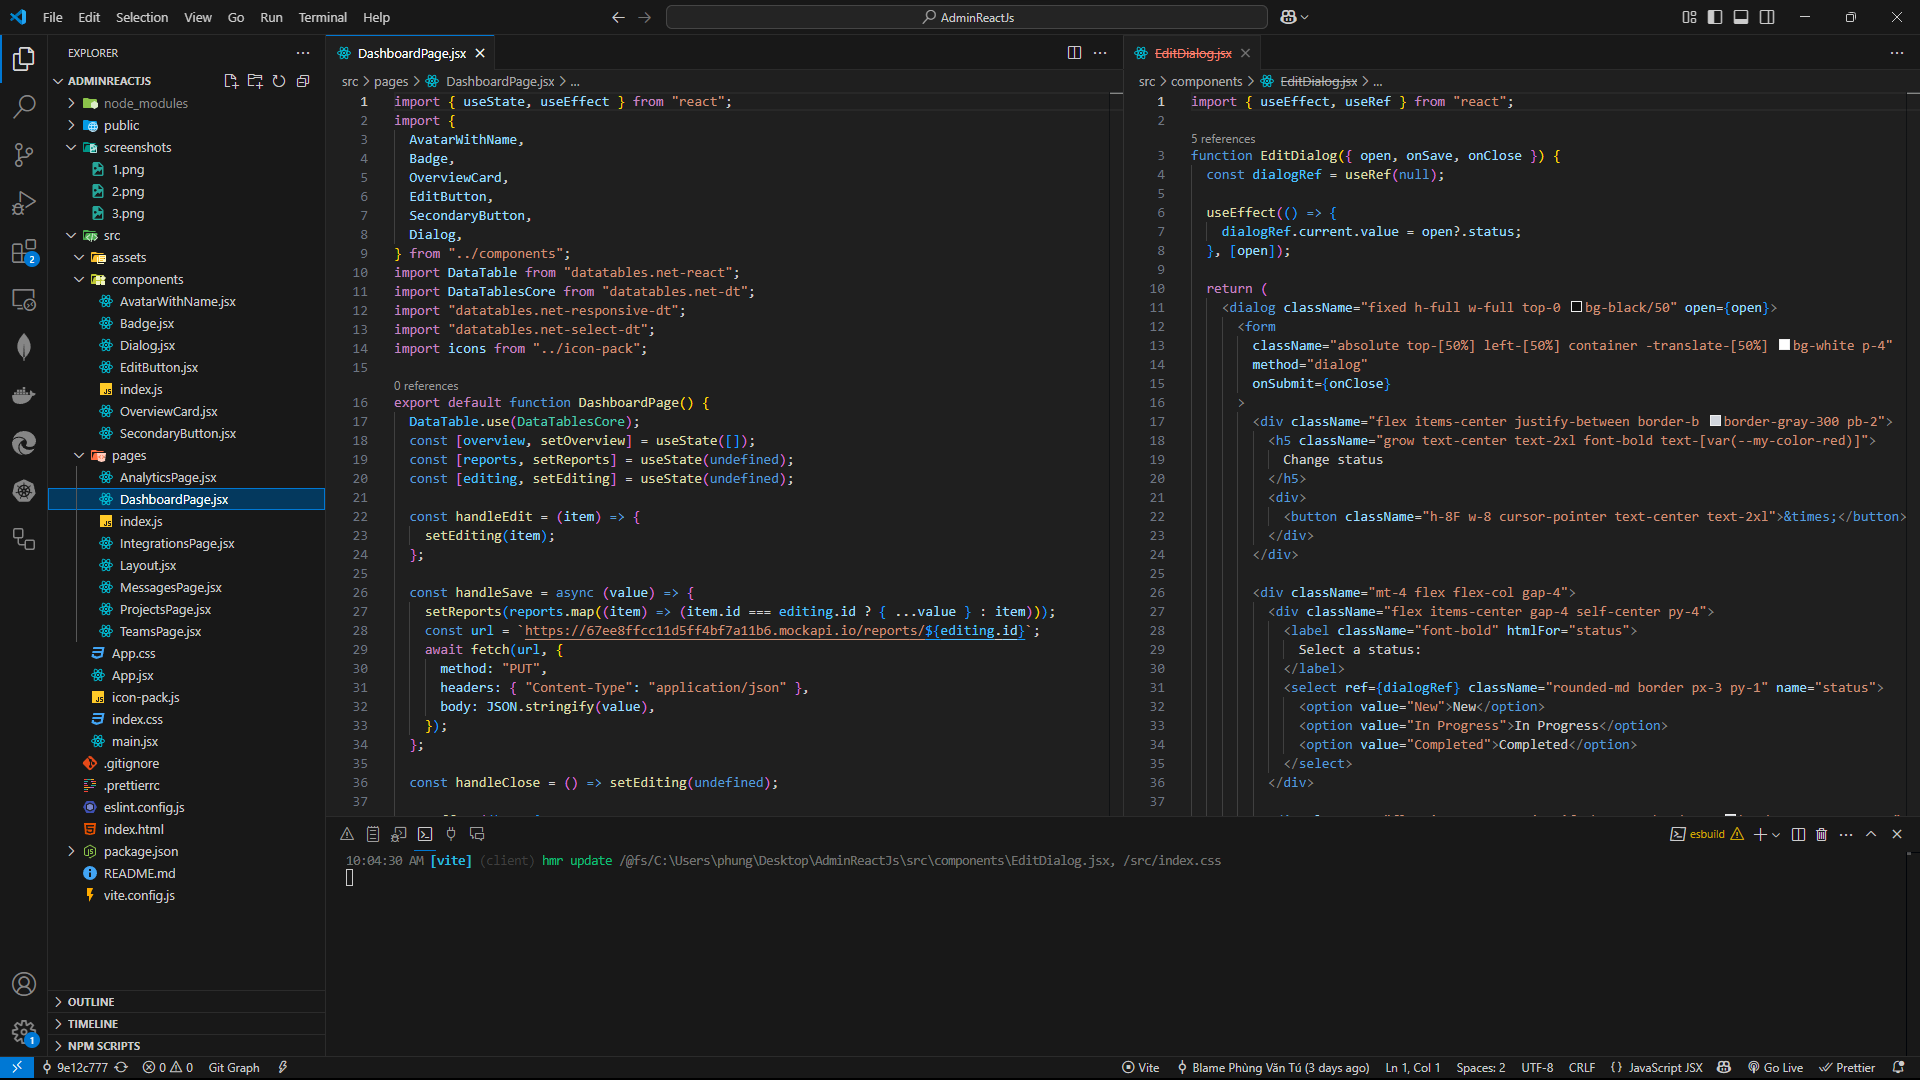 File Edit Selection View Go Run Terminal Help
AdminReactJs
EXPLORER
ADMINREACTJS
node_modules
public
screenshots
1.png
2.png
3.png
src
assets
components
AvatarWithName.jsx
Badge.jsx
Dialog.jsx
EditButton.jsx
index.js
OverviewCard.jsx
SecondaryButton.jsx
pages
AnalyticsPage.jsx
DashboardPage.jsx
index.js
IntegrationsPage.jsx
Layout.jsx
MessagesPage.jsx
ProjectsPage.jsx
TeamsPage.jsx
App.css
App.jsx
icon-pack.js
index.css
main.jsx
.gitignore
.prettierrc
eslint.config.js
index.html
package.json
README.md
vite.config.js
OUTLINE
TIMELINE
NPM SCRIPTS
DashboardPage.jsx
src > pages > DashboardPage.jsx > ...
1 import { useState, useEffect } from "react";
2 import {
3 AvatarWithName,
4 Badge,
5 OverviewCard,
6 EditButton,
7 SecondaryButton,
8 Dialog,
9 } from "../components";
10 import DataTable from "datatables.net-react";
11 import DataTablesCore from "datatables.net-dt";
12 import "datatables.net-responsive-dt";
13 import "datatables.net-select-dt";
14 import icons from "../icon-pack";
15
0 references
16 export default function DashboardPage() {
17 DataTable.use(DataTablesCore);
18 const [overview, setOverview] = useState([]);
19 const [reports, setReports] = useState(undefined);
20 const [editing, setEditing] = useState(undefined);
21
22 const handleEdit = (item) => {
23 setEditing(item);
24 };
25
26 const handleSave = async (value) => {
27 setReports(reports.map((item) => (item.id === editing.id ? { ...value } : item)));
28 const url = `https://67ee8ffcc11d5ff4bf7a11b6.mockapi.io/reports/${editing.id}`;
29 await fetch(url, {
30 method: "PUT",
31 headers: { "Content-Type": "application/json" },
32 body: JSON.stringify(value),
33 });
34 };
35
36 const handleClose = () => setEditing(undefined);
37
EditDialog.jsx
src > components > EditDialog.jsx > ...
1 import { useEffect, useRef } from "react";
2
5 references
3 function EditDialog({ open, onSave, onClose }) {
4 const dialogRef = useRef(null);
5
6 useEffect(() => {
7 dialogRef.current.value = open?.status;
8 }, [open]);
9
10 return (
11 <dialog className="fixed h-full w-full top-0 bg-black/50" open={open}>
12 <form
13 className="absolute top-[50%] left-[50%] container -translate-[50%] bg-white p-4"
14 method="dialog"
15 onSubmit={onClose}
16 >
17 <div className="flex items-center justify-between border-b border-gray-300 pb-2">
18 <h5 className="grow text-center text-2xl font-bold text-[var(--my-color-red)]">
19 Change status
20 </h5>
21 <div>
22 <button className="h-8F w-8 cursor-pointer text-center text-2xl">&times;</button>
23 </div>
24 </div>
25
26 <div className="mt-4 flex flex-col gap-4">
27 <div className="flex items-center gap-4 self-center py-4">
28 <label className="font-bold" htmlFor="status">
29 Select a status:
30 </label>
31 <select ref={dialogRef} className="rounded-md border px-3 py-1" name="status">
32 <option value="New">New</option>
33 <option value="In Progress">In Progress</option>
34 <option value="Completed">Completed</option>
35 </select>
36 </div>
37
esbuild
10:04:30 AM [vite] (client) hmr update /@fs/C:\Users\phung\Desktop\AdminReactJs\src\components\EditDialog.jsx, /src/index.css
9e12c777 0 0 Git Graph Vite Blame Phùng Văn Tú (3 days ago) Ln 1, Col 1 Spaces: 2 UTF-8 CRLF {} JavaScript JSX Go Live Prettier
2
1